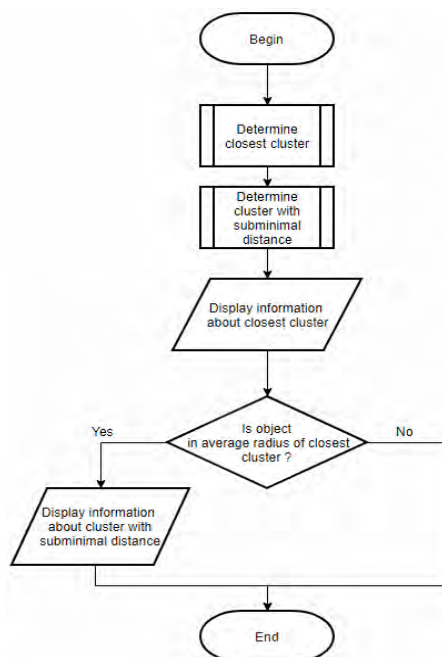 Begin
Determine
closest cluster
Determine
cluster with
subminimal
distance
Display information
about closest cluster
Is object
in average radius of closest
cluster ?
Yes
No
Display information
about cluster with
subminimal distance
End